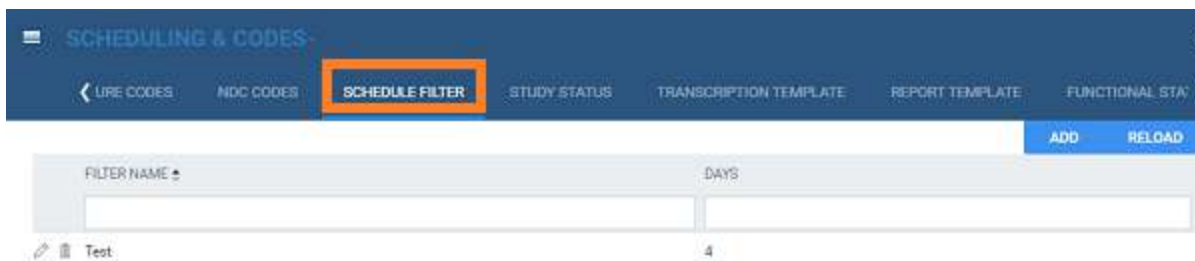 SCHEDULING & CODES-
URE CODES NDC CODES SCHEDULE FILTER STUDY STATUS TRANSCRIPTION TEMPLATE REPORT TEMPLATE FUNCTIONAL STA
ADD RELOAD
FILTER NAME DAYS
Test 4